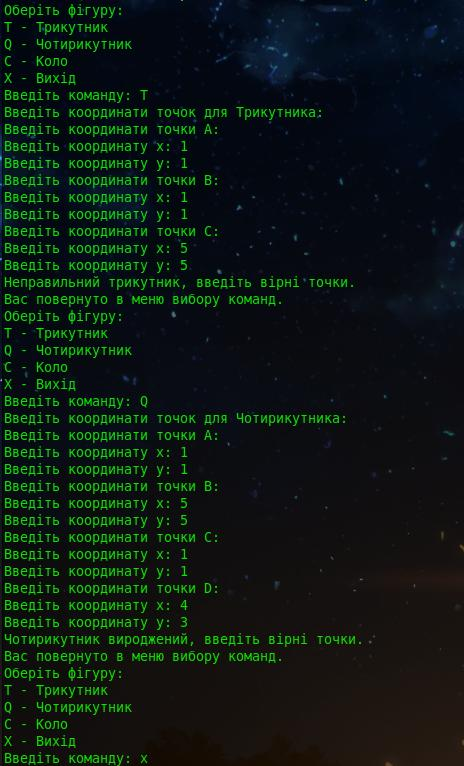 Оберіть фігуру:
T - Трикутник
Q - Чотирикутник
C - Коло
X - Вихід
Введіть команду: T
Введіть координати точок для Трикутника:
Введіть координати точки A:
Введіть координату x: 1
Введіть координату y: 1
Введіть координати точки B:
Введіть координату x: 1
Введіть координату y: 1
Введіть координати точки C:
Введіть координату x: 5
Введіть координату y: 5
Неправильний трикутник, введіть вірні точки.
Вас повернуто в меню вибору команд.
Оберіть фігуру:
T - Трикутник
Q - Чотирикутник
C - Коло
X - Вихід
Введіть команду: Q
Введіть координати точок для Чотирикутника:
Введіть координати точки A:
Введіть координату x: 1
Введіть координату y: 1
Введіть координати точки B:
Введіть координату x: 5
Введіть координату y: 5
Введіть координати точки C:
Введіть координату x: 1
Введіть координату y: 1
Введіть координати точки D:
Введіть координату x: 4
Введіть координату y: 3
Чотирикутник вироджений, введіть вірні точки.
Вас повернуто в меню вибору команд.
Оберіть фігуру:
T - Трикутник
Q - Чотирикутник
C - Коло
X - Вихід
Введіть команду: x